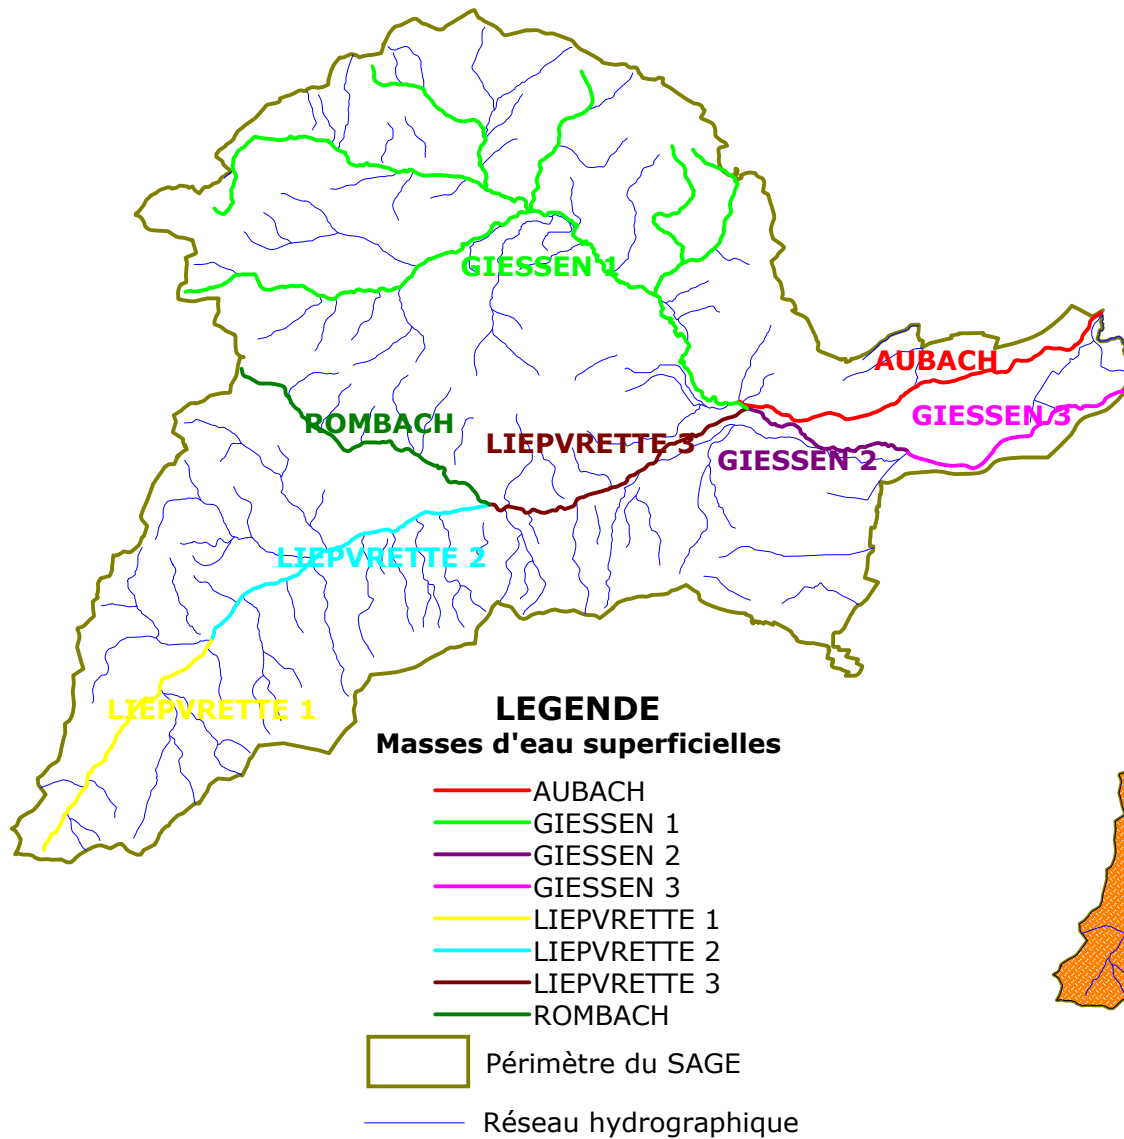 GIESSEN 1
AUBACH
GIESSEN 3
ROMBACH
LIEPVRETTE 3
GIESSEN 2
LIEPVRETTE 2
LIEPVRETTE 1
LEGENDE
Masses d'eau superficielles
AUBACH
GIESSEN 1
GIESSEN 2
GIESSEN 3
LIEPVRETTE 1
LIEPVRETTE 2
LIEPVRETTE 3
ROMBACH
Périmètre du SAGE
Réseau hydrographique